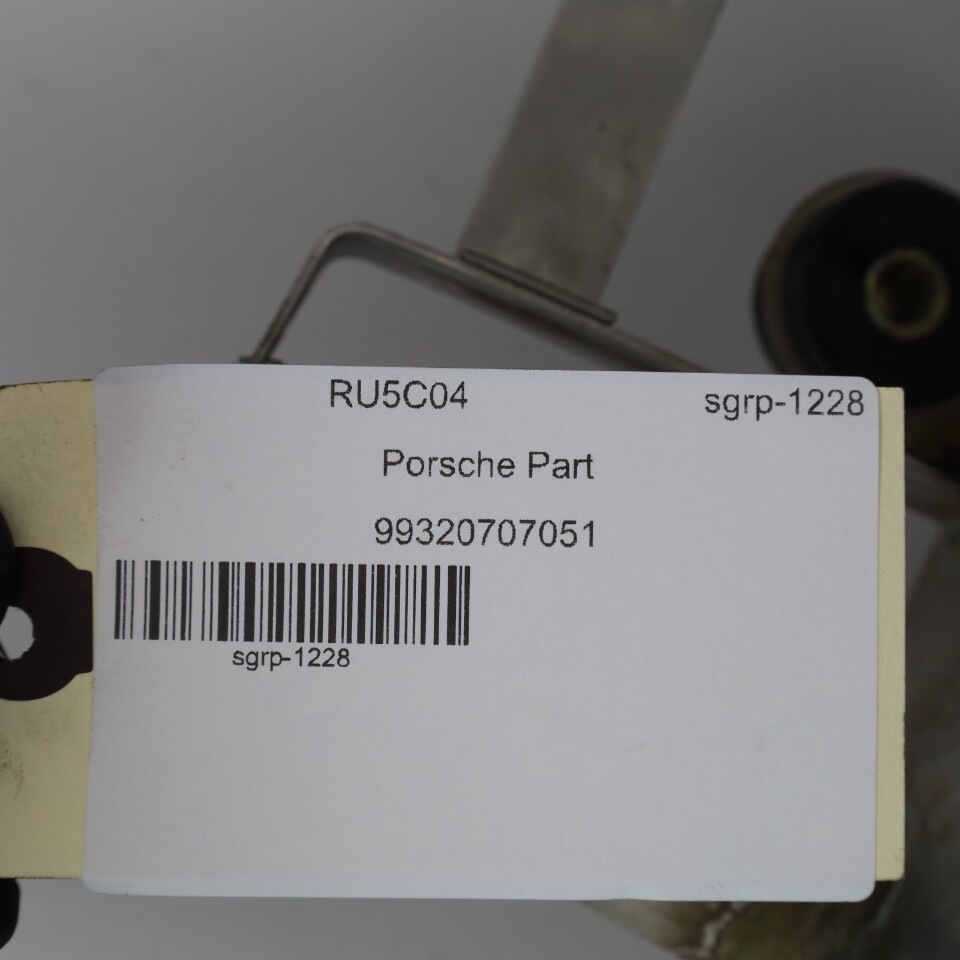 RU5C04 sgrp-1228
Porsche Part
99320707051
sgrp-1228